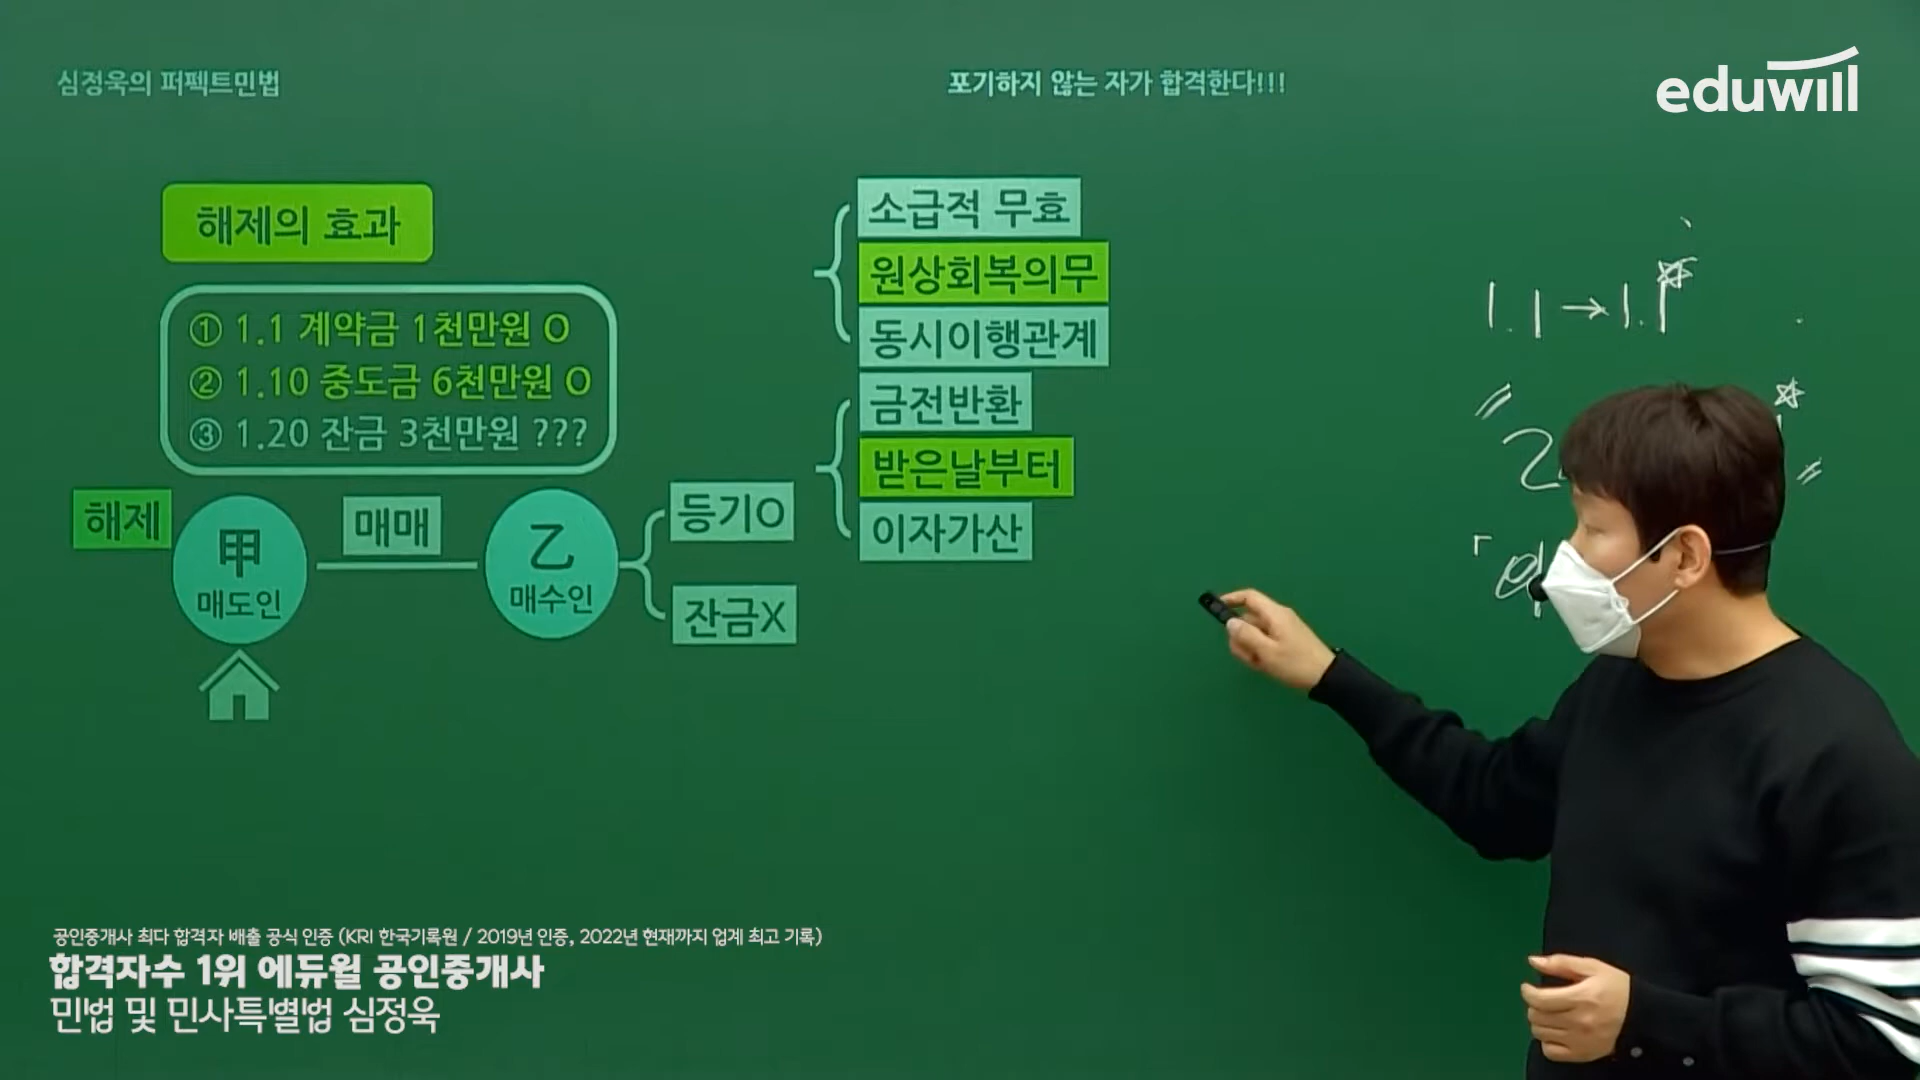 심정욱의 퍼펙트민법
포기하지 않는 자가 합격한다!!!
eduwill
해제의 효과
① 1.1 계약금 1천만원 O
② 1.10 중도금 6천만원 O
③ 1.20 잔금 3천만원 ???
해제
甲
매도인
매매
乙
매수인
등기O
잔금X
소급적 무효
원상회복의무
동시이행관계
금전반환
받은날부터
이자가산
1.1→1.1
공인중개사 최다 합격자 배출 공식 인증 (KRI 한국기록원 / 2019년 인증, 2022년 현재까지 업계 최고 기록)
합격자수 1위 에듀윌 공인중개사
민법 및 민사특별법 심정욱